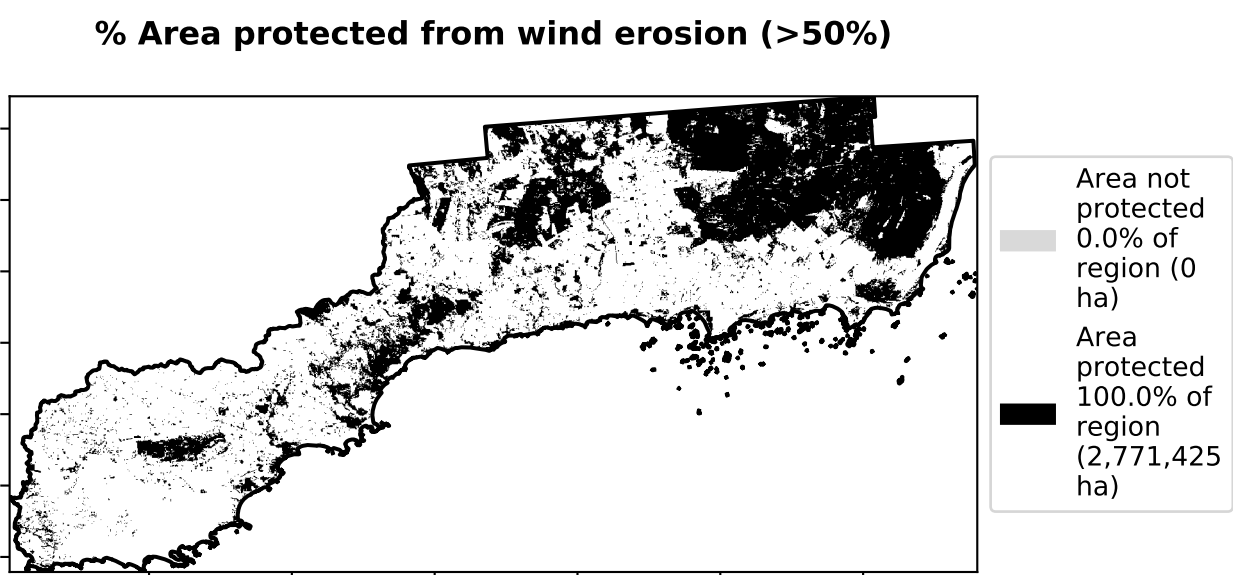 % Area protected from wind erosion (>50%)
Area not
protected
0.0% of
region (0
ha)
Area
protected
100.0% of
region
(2,771,425
ha)